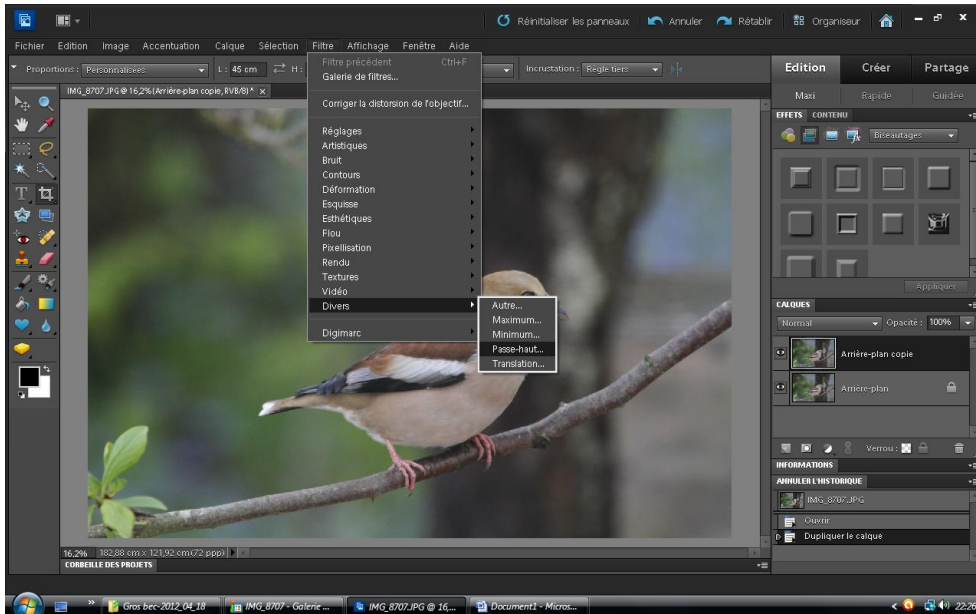 Réinitialiser les panneaux Annuler Rétablir Organiseur
Fichier Edition Image Accentuation Calque Sélection Filtre Affichage Fenêtre Aide
Proportions : Personnalisées L : 45 cm H : Incrustation : Règle tiers
Edition Créer Partage
Maxi Rapide Guidée
IMG_8707.JPG @ 16,2% (Arrière-plan copie, RVB/8) *
Filtre précédent Ctrl+F
Galerie de filtres...
Corriger la distorsion de l'objectif...
Réglages
Artistiques
Bruit
Contours
Déformation
Esquisse
Esthétiques
Flou
Pixellisation
Rendu
Textures
Vidéo
Divers
Digimarc
Autre...
Maximum...
Minimum...
Passe-haut...
Translation...
EFFETS CONTENU
Biseautages
Appliquer
CALQUES
Normal Opacité : 100%
Arrière-plan copie
Arrière-plan
Verrou :
INFORMATIONS
ANNULER L'HISTORIQUE
IMG_8707.JPG
Ouvrir
Dupliquer le calque
16,2% 182,88 cm x 121,92 cm (72 ppp)
CORBEILLE DES PROJETS
Gros bec-2012_04_18 IMG_8707 - Galerie ... IMG_8707.JPG @ 16,... Document1 - Micros... 22:26